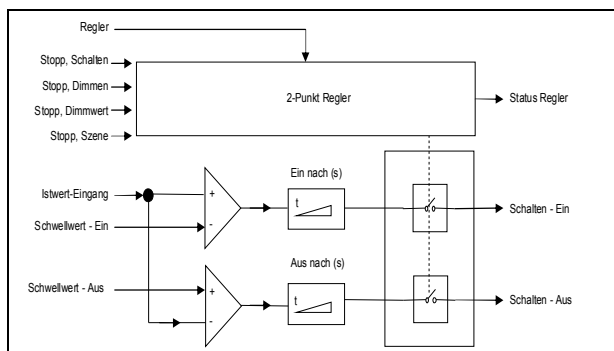 Regler
Stopp, Schalten
Stopp, Dimmen
Stopp, Dimmwert
Stopp, Szene
2-Punkt Regler
Status Regler
Istwert-Eingang
Schwellwert - Ein
+
-
Ein nach (s)
t
Schalten - Ein
Schwellwert - Aus
+
-
Aus nach (s)
t
Schalten - Aus